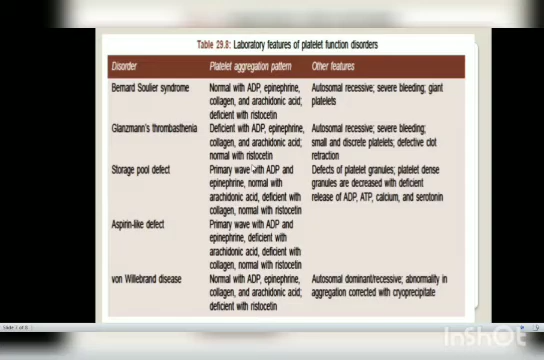 Table 29.8: Laboratory features of platelet function disorders
Disorder Platelet aggregation pattern Other features
Bernard Soulier syndrome Normal with ADP, epinephrine, Autosomal recessive; severe bleeding; giant
collagen, and arachidonic acid; platelets
deficient with ristocetin
Glanzmann's thrombasthenia Deficient with ADP, epinephrine, Autosomal recessive; severe bleeding;
collagen, and arachidonic acid; small and discrete platelets; defective clot
normal with ristocetin retraction
Storage pool defect Primary wave with ADP and Defects of platelet granules; platelet dense
epinephrine, normal with granules are decreased with deficient
arachidonic acid, deficient with release of ADP, ATP, calcium, and serotonin
collagen, normal with ristocetin
Aspirin-like defect Primary wave with ADP and
epinephrine, deficient with
arachidonic acid, deficient with
collagen, normal with ristocetin
von Willebrand disease Normal with ADP, epinephrine, Autosomal dominant/recessive; abnormality in
collagen, and arachidonic acid; aggregation corrected with cryoprecipitate
deficient with ristocetin
Slide 7 of 8
InShOt